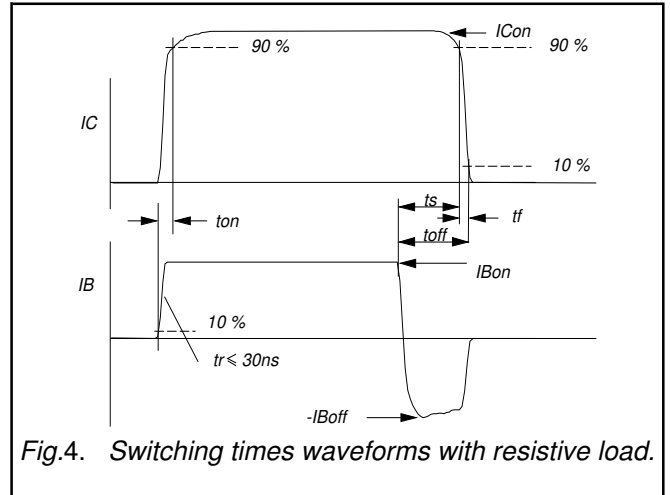 ICon
90 %
90 %
IC
10 %
ts
ton
tf
toff
IB
IBon
10 %
tr ≤ 30ns
-IBoff
Fig.4. Switching times waveforms with resistive load.